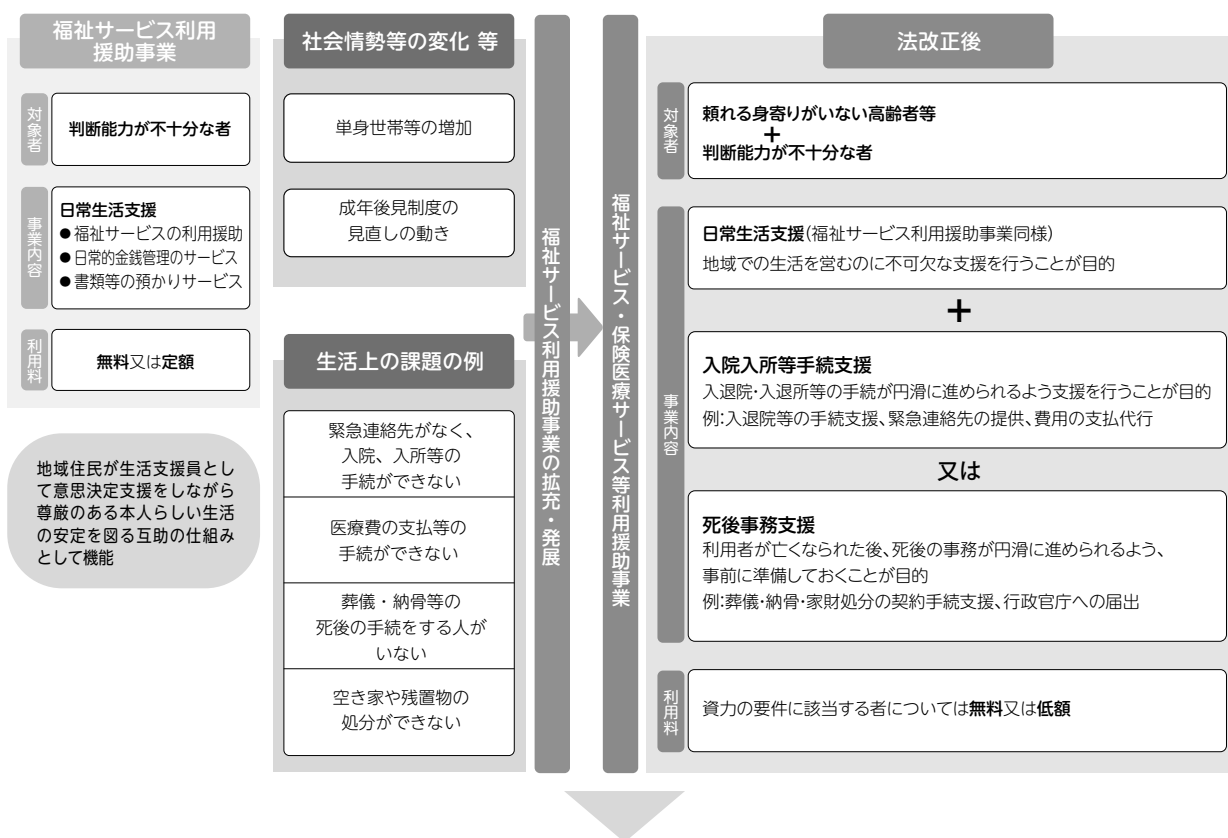 福祉サービス利用
援助事業
対象者
判断能力が不十分な者
事業内容
日常生活支援
●福祉サービスの利用援助
●日常的金銭管理のサービス
●書類等の預かりサービス
利用料
無料又は定額
地域住民が生活支援員とし
て意思決定支援をしながら
尊厳のある本人らしい生活
の安定を図る互助の仕組み
として機能
社会情勢等の変化 等
単身世帯等の増加
成年後見制度の
見直しの動き
生活上の課題の例
緊急連絡先がなく、
入院、入所等の
手続ができない
医療費の支払等の
手続ができない
葬儀・納骨等の
死後の手続をする人が
いない
空き家や残置物の
処分ができない
福祉サービス利用援助事業の拡充・発展
福祉サービス・保険医療サービス等利用援助事業
法改正後
対象者
頼れる身寄りがいない高齢者等
+
判断能力が不十分な者
事業内容
日常生活支援(福祉サービス利用援助事業同様)
地域での生活を営むのに不可欠な支援を行うことが目的
+
入院入所等手続支援
入退院・入退所等の手続が円滑に進められるよう支援を行うことが目的
例:入退院等の手続支援、緊急連絡先の提供、費用の支払代行
又は
死後事務支援
利用者が亡くなられた後、死後の事務が円滑に進められるよう、
事前に準備しておくことが目的
例:葬儀・納骨・家財処分の契約手続支援、行政官庁への届出
利用料
資力の要件に該当する者については無料又は低額